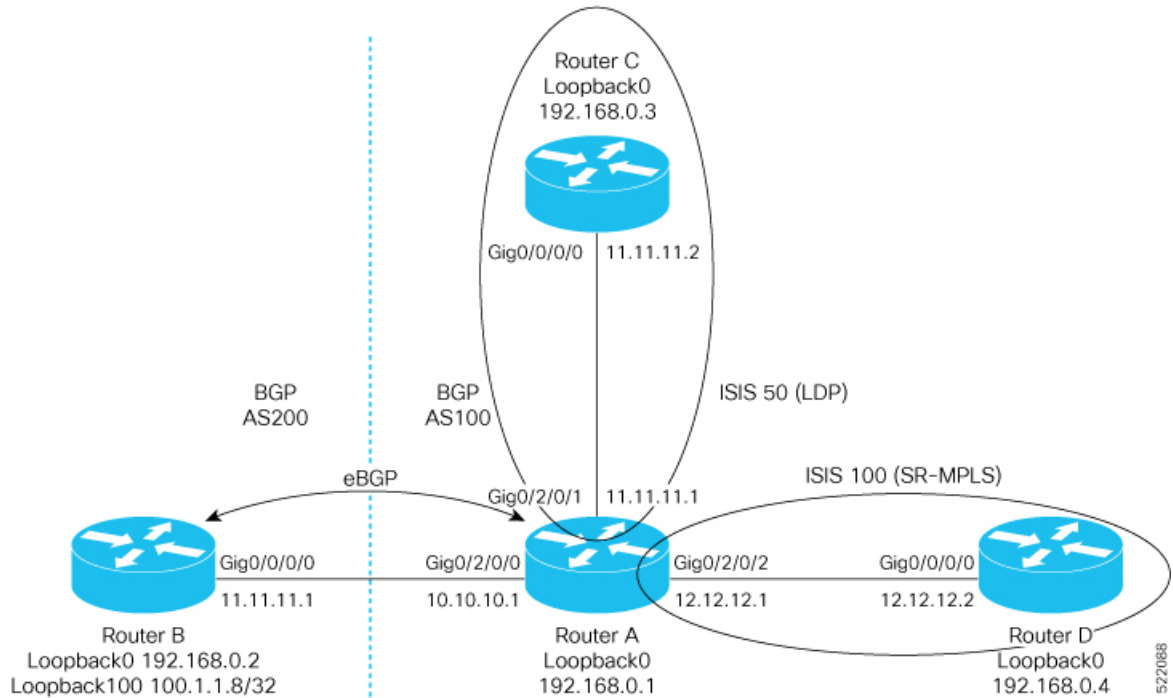 Router C
Loopback0
192.168.0.3
Gig0/0/0/0
11.11.11.2
BGP
AS200
BGP
AS100
ISIS 50 (LDP)
eBGP
Gig0/2/0/1
11.11.11.1
ISIS 100 (SR-MPLS)
Gig0/0/0/0
Gig0/2/0/0
Gig0/2/0/2
Gig0/0/0/0
11.11.11.1
10.10.10.1
12.12.12.1
12.12.12.2
Router B
Loopback0 192.168.0.2
Loopback100 100.1.1.8/32
Router A
Loopback0
192.168.0.1
Router D
Loopback0
192.168.0.4
522088